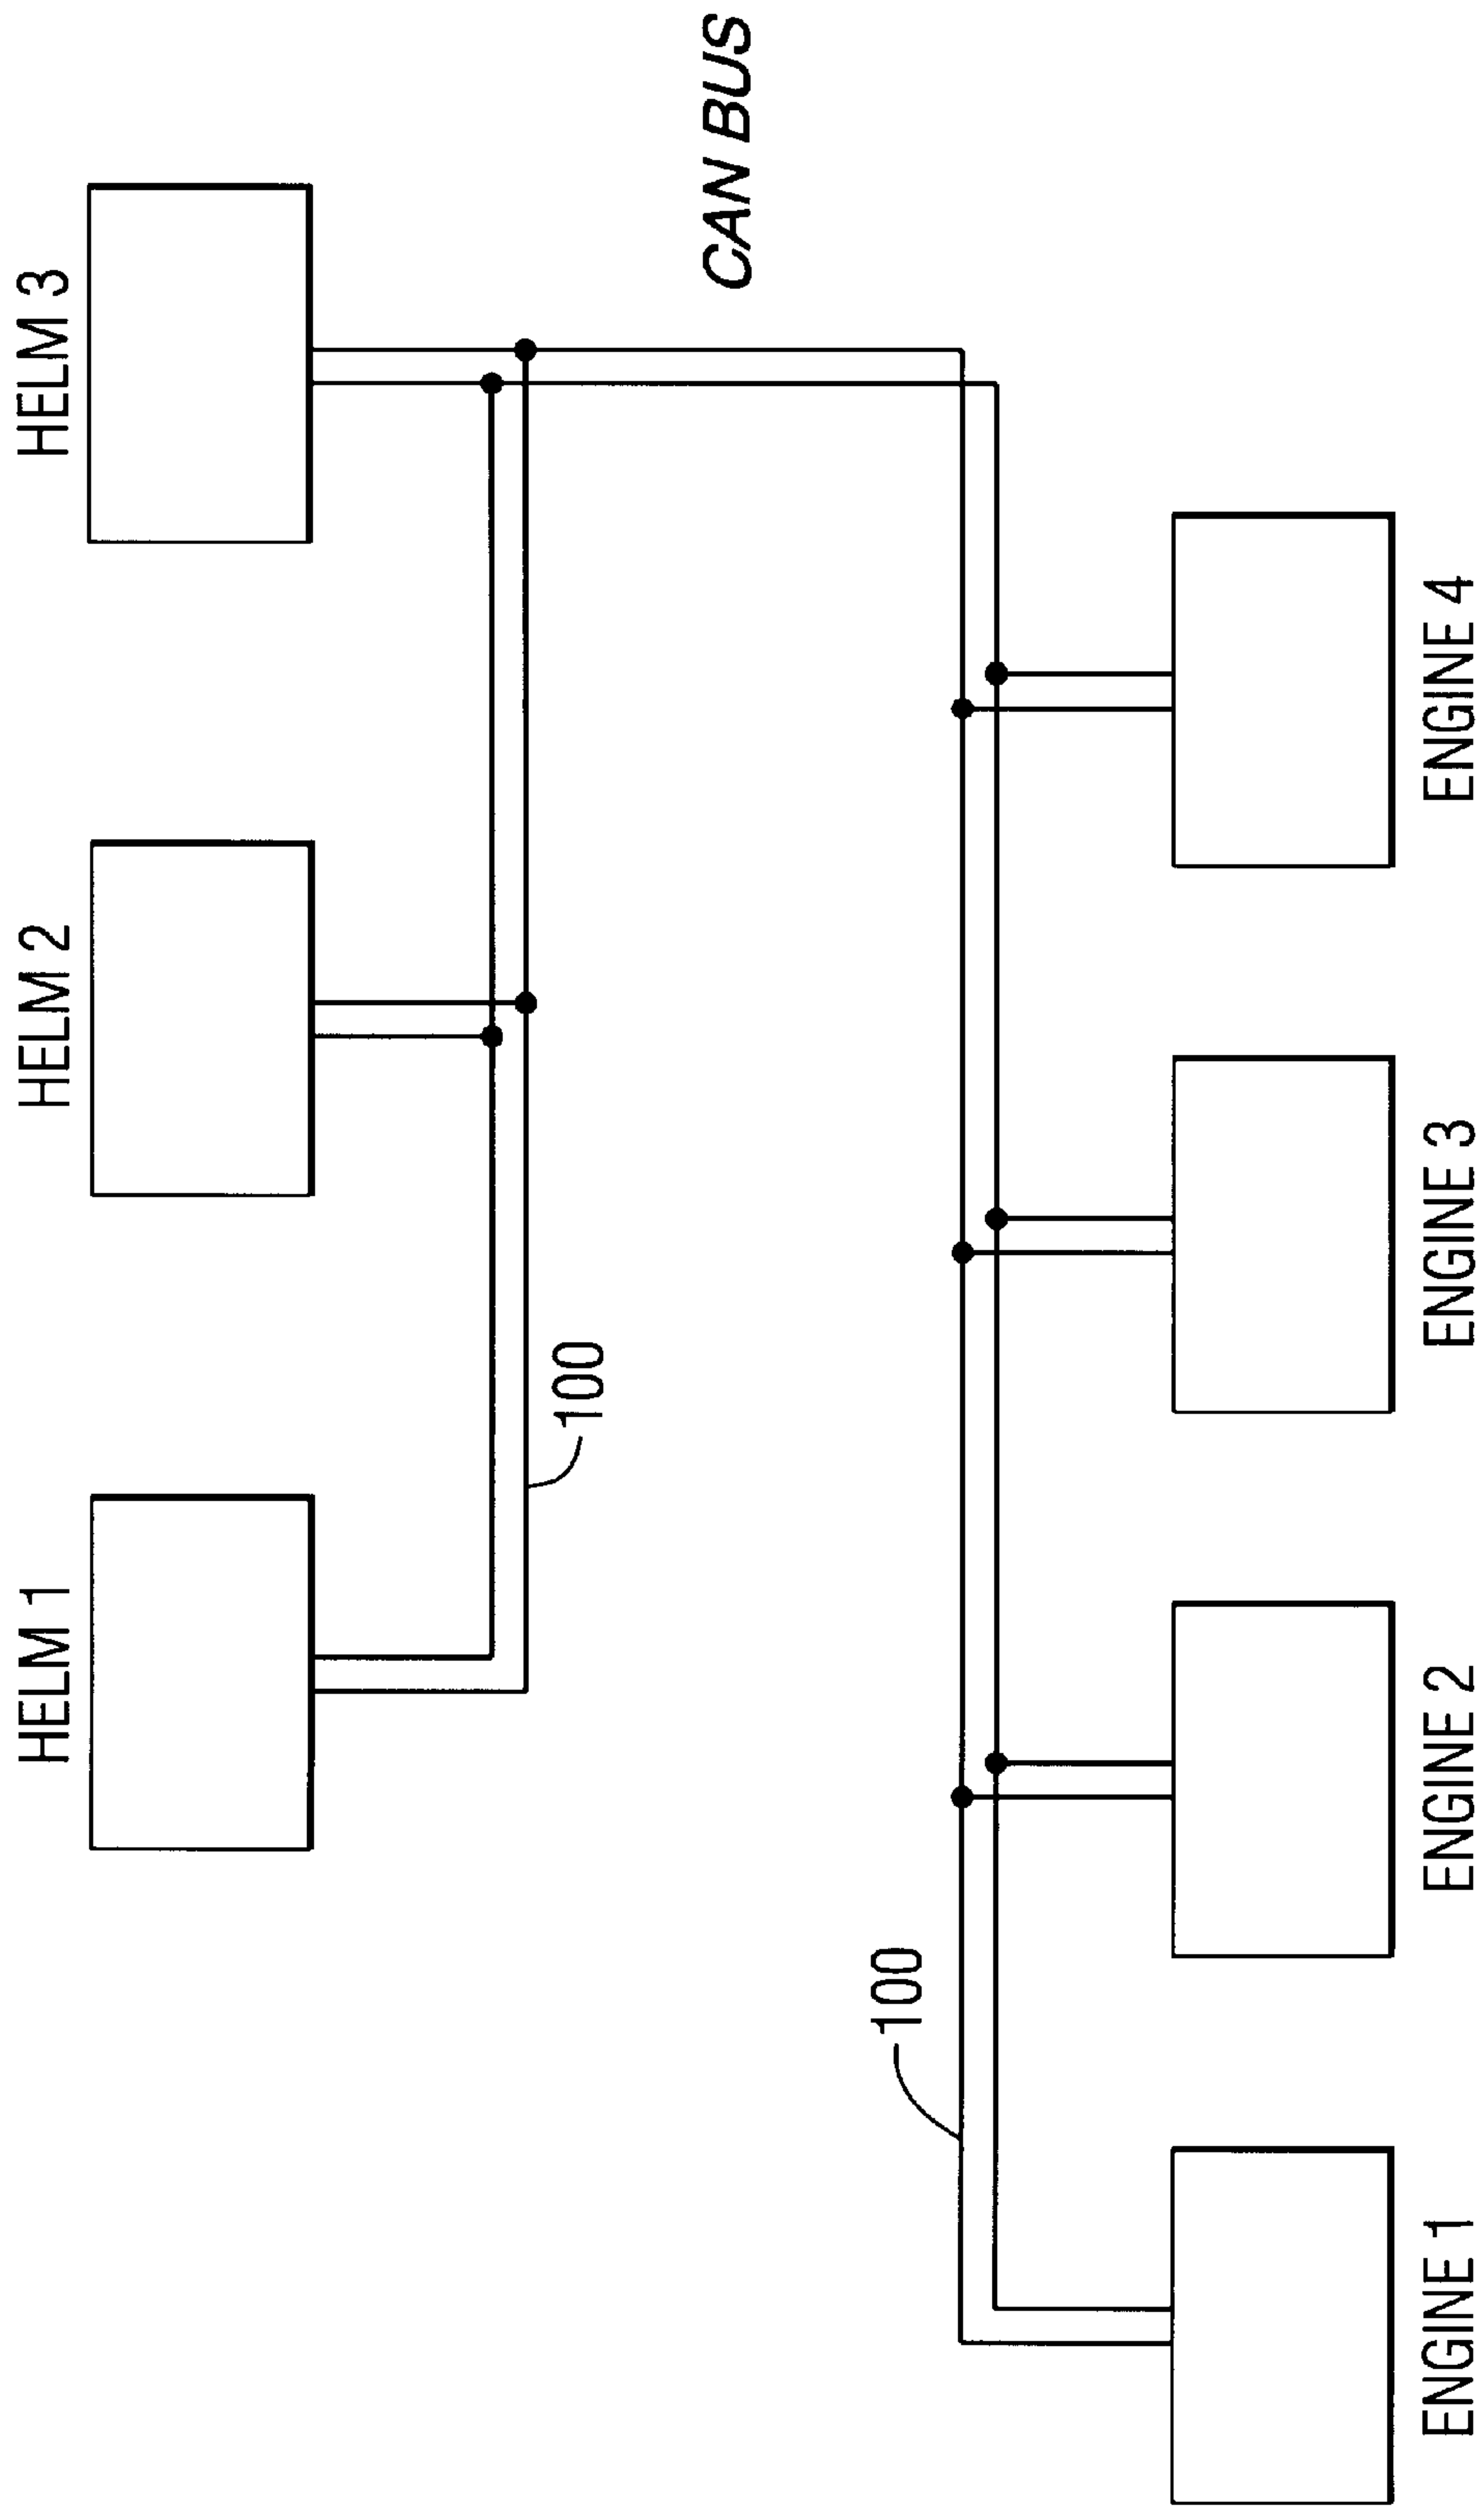 HELM 1
HELM 2
HELM 3
100
CAN BUS
100
ENGINE 1
ENGINE 2
ENGINE 3
ENGINE 4